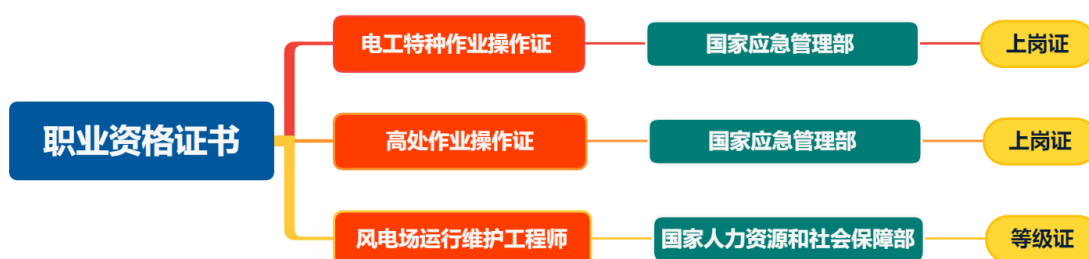 电工特种作业操作证
国家应急管理部
上岗证
职业资格证书
高处作业操作证
国家应急管理部
上岗证
风电场运行维护工程师
国家人力资源和社会保障部
等级证